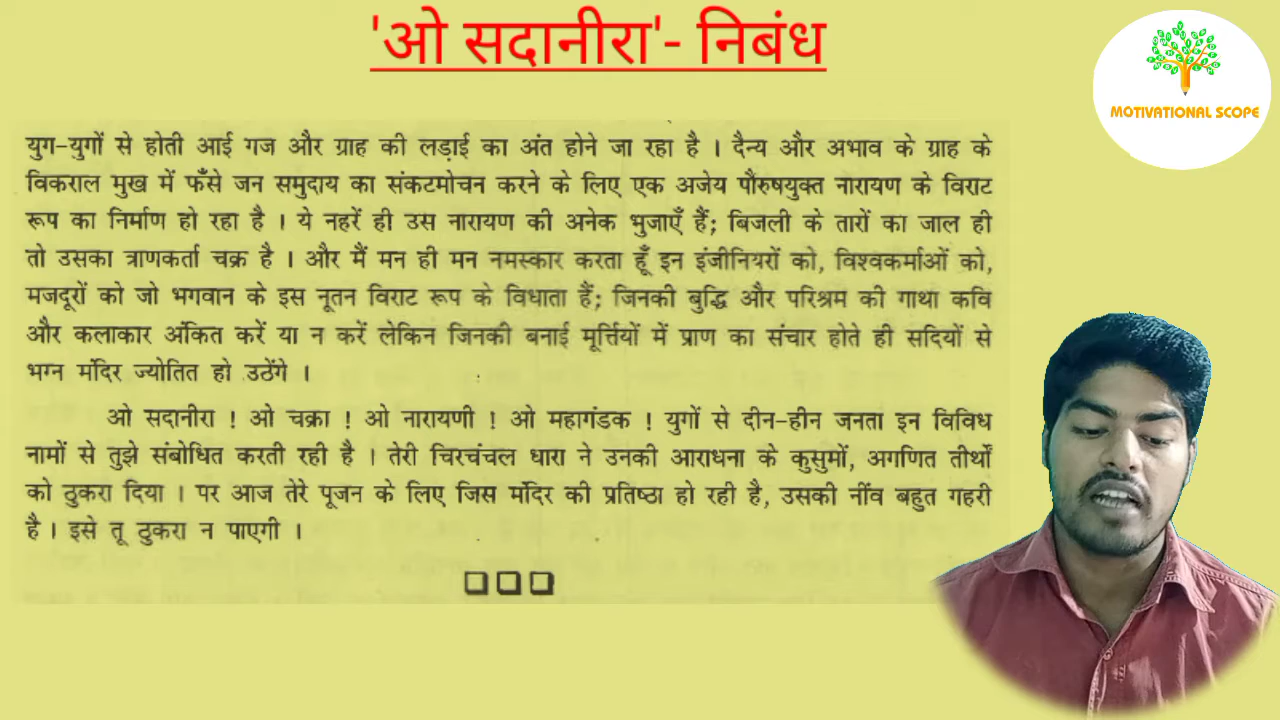 'ओ सदानीरा'- निबंध
MOTIVATIONAL SCOPE
युग-युगों से होती आई गज और ग्राह की लड़ाई का अंत होने जा रहा है । दैन्य और अभाव के ग्राह के
विकराल मुख में फँसे जन समुदाय का संकटमोचन करने के लिए एक अजेय पौरुषयुक्त नारायण के विराट
रूप का निर्माण हो रहा है । ये नहरें ही उस नारायण की अनेक भुजाएँ हैं; बिजली के तारों का जाल ही
तो उसका त्राणकर्ता चक्र है । और मैं मन ही मन नमस्कार करता हूँ इन इंजीनियरों को, विश्वकर्माओं को,
मजदूरों को जो भगवान के इस नूतन विराट रूप के विधाता हैं; जिनकी बुद्धि और परिश्रम की गाथा कवि
और कलाकार अंकित करें या न करें लेकिन जिनकी बनाई मूर्त्तियों में प्राण का संचार होते ही सदियों से
भग्न मंदिर ज्योतित हो उठेंगे ।
ओ सदानीरा ! ओ चक्रा ! ओ नारायणी ! ओ महागंडक ! युगों से दीन-हीन जनता इन विविध
नामों से तुझे संबोधित करती रही है । तेरी चिरचंचल धारा ने उनकी आराधना के कुसुमों, अगणित तीर्थों
को ठुकरा दिया । पर आज तेरे पूजन के लिए जिस मंदिर की प्रतिष्ठा हो रही है, उसकी नींव बहुत गहरी
है । इसे तू ठुकरा न पाएगी ।